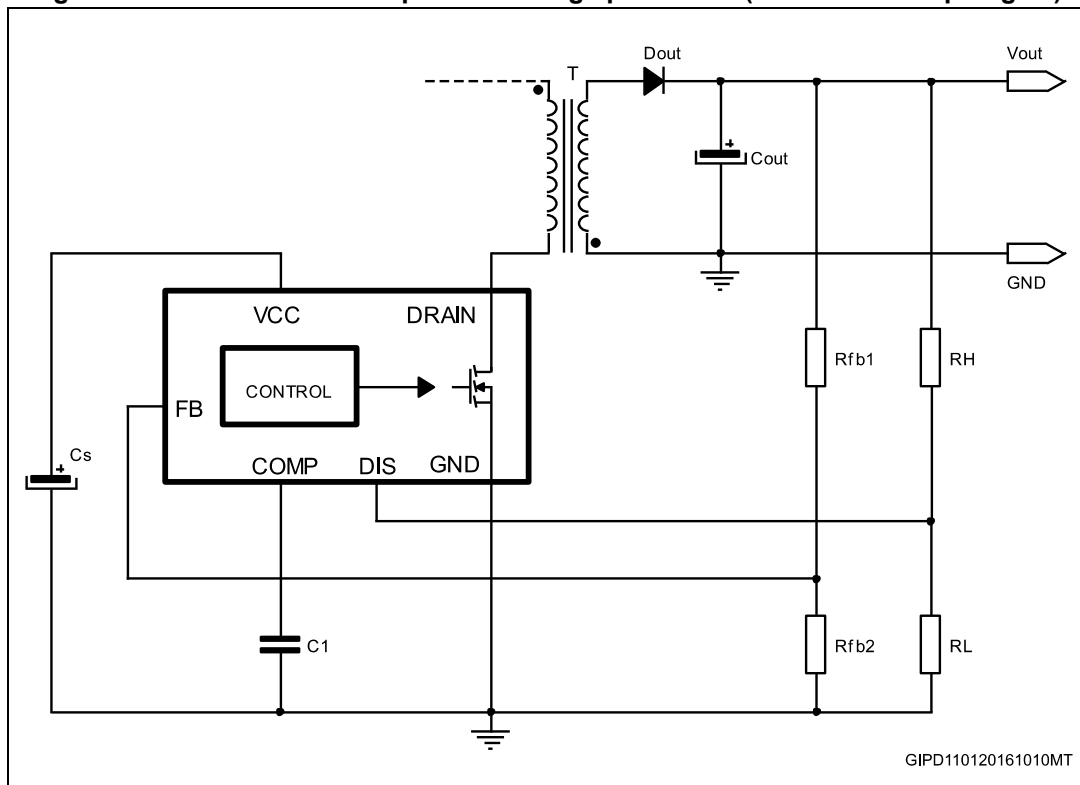 Dout
Vout
T
Cout
GND
VCC
DRAIN
CONTROL
FB
Rfb1
RH
Cs
COMP
DIS
GND
C1
Rfb2
RL
GIPD110120161010MT